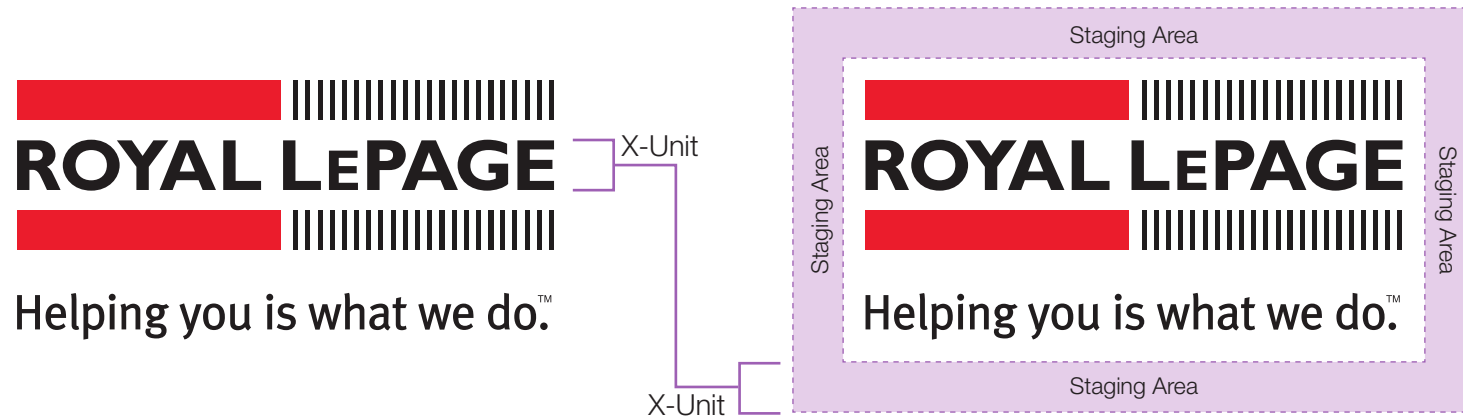 ROYAL LEPAGE
Helping you is what we do.™
X-Unit
X-Unit
Staging Area
Staging Area
ROYAL LEPAGE
Helping you is what we do.™
Staging Area
Staging Area